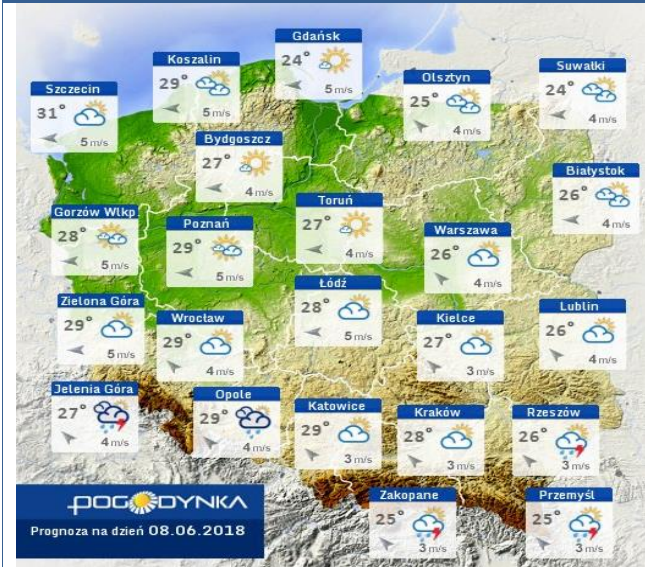 Gdańsk
24°
5 m/s
Koszalin
29°
5 m/s
Suwałki
24°
4 m/s
Olsztyn
25°
4 m/s
Szczecin
31°
5 m/s
Bydgoszcz
27°
4 m/s
Białystok
26°
4 m/s
Toruń
27°
4 m/s
Gorzów Wlkp
28°
5 m/s
Poznań
29°
5 m/s
Warszawa
26°
4 m/s
Łódź
28°
5 m/s
Zielona Góra
29°
5 m/s
Wrocław
29°
4 m/s
Kielce
27°
3 m/s
Lublin
26°
4 m/s
Jelenia Góra
27°
4 m/s
Opole
29°
4 m/s
Katowice
29°
3 m/s
Kraków
28°
3 m/s
Rzeszów
26°
3 m/s
Zakopane
25°
3 m/s
Przemyśl
25°
3 m/s
POGODYNKA
Prognoza na dzień 08.06.2018